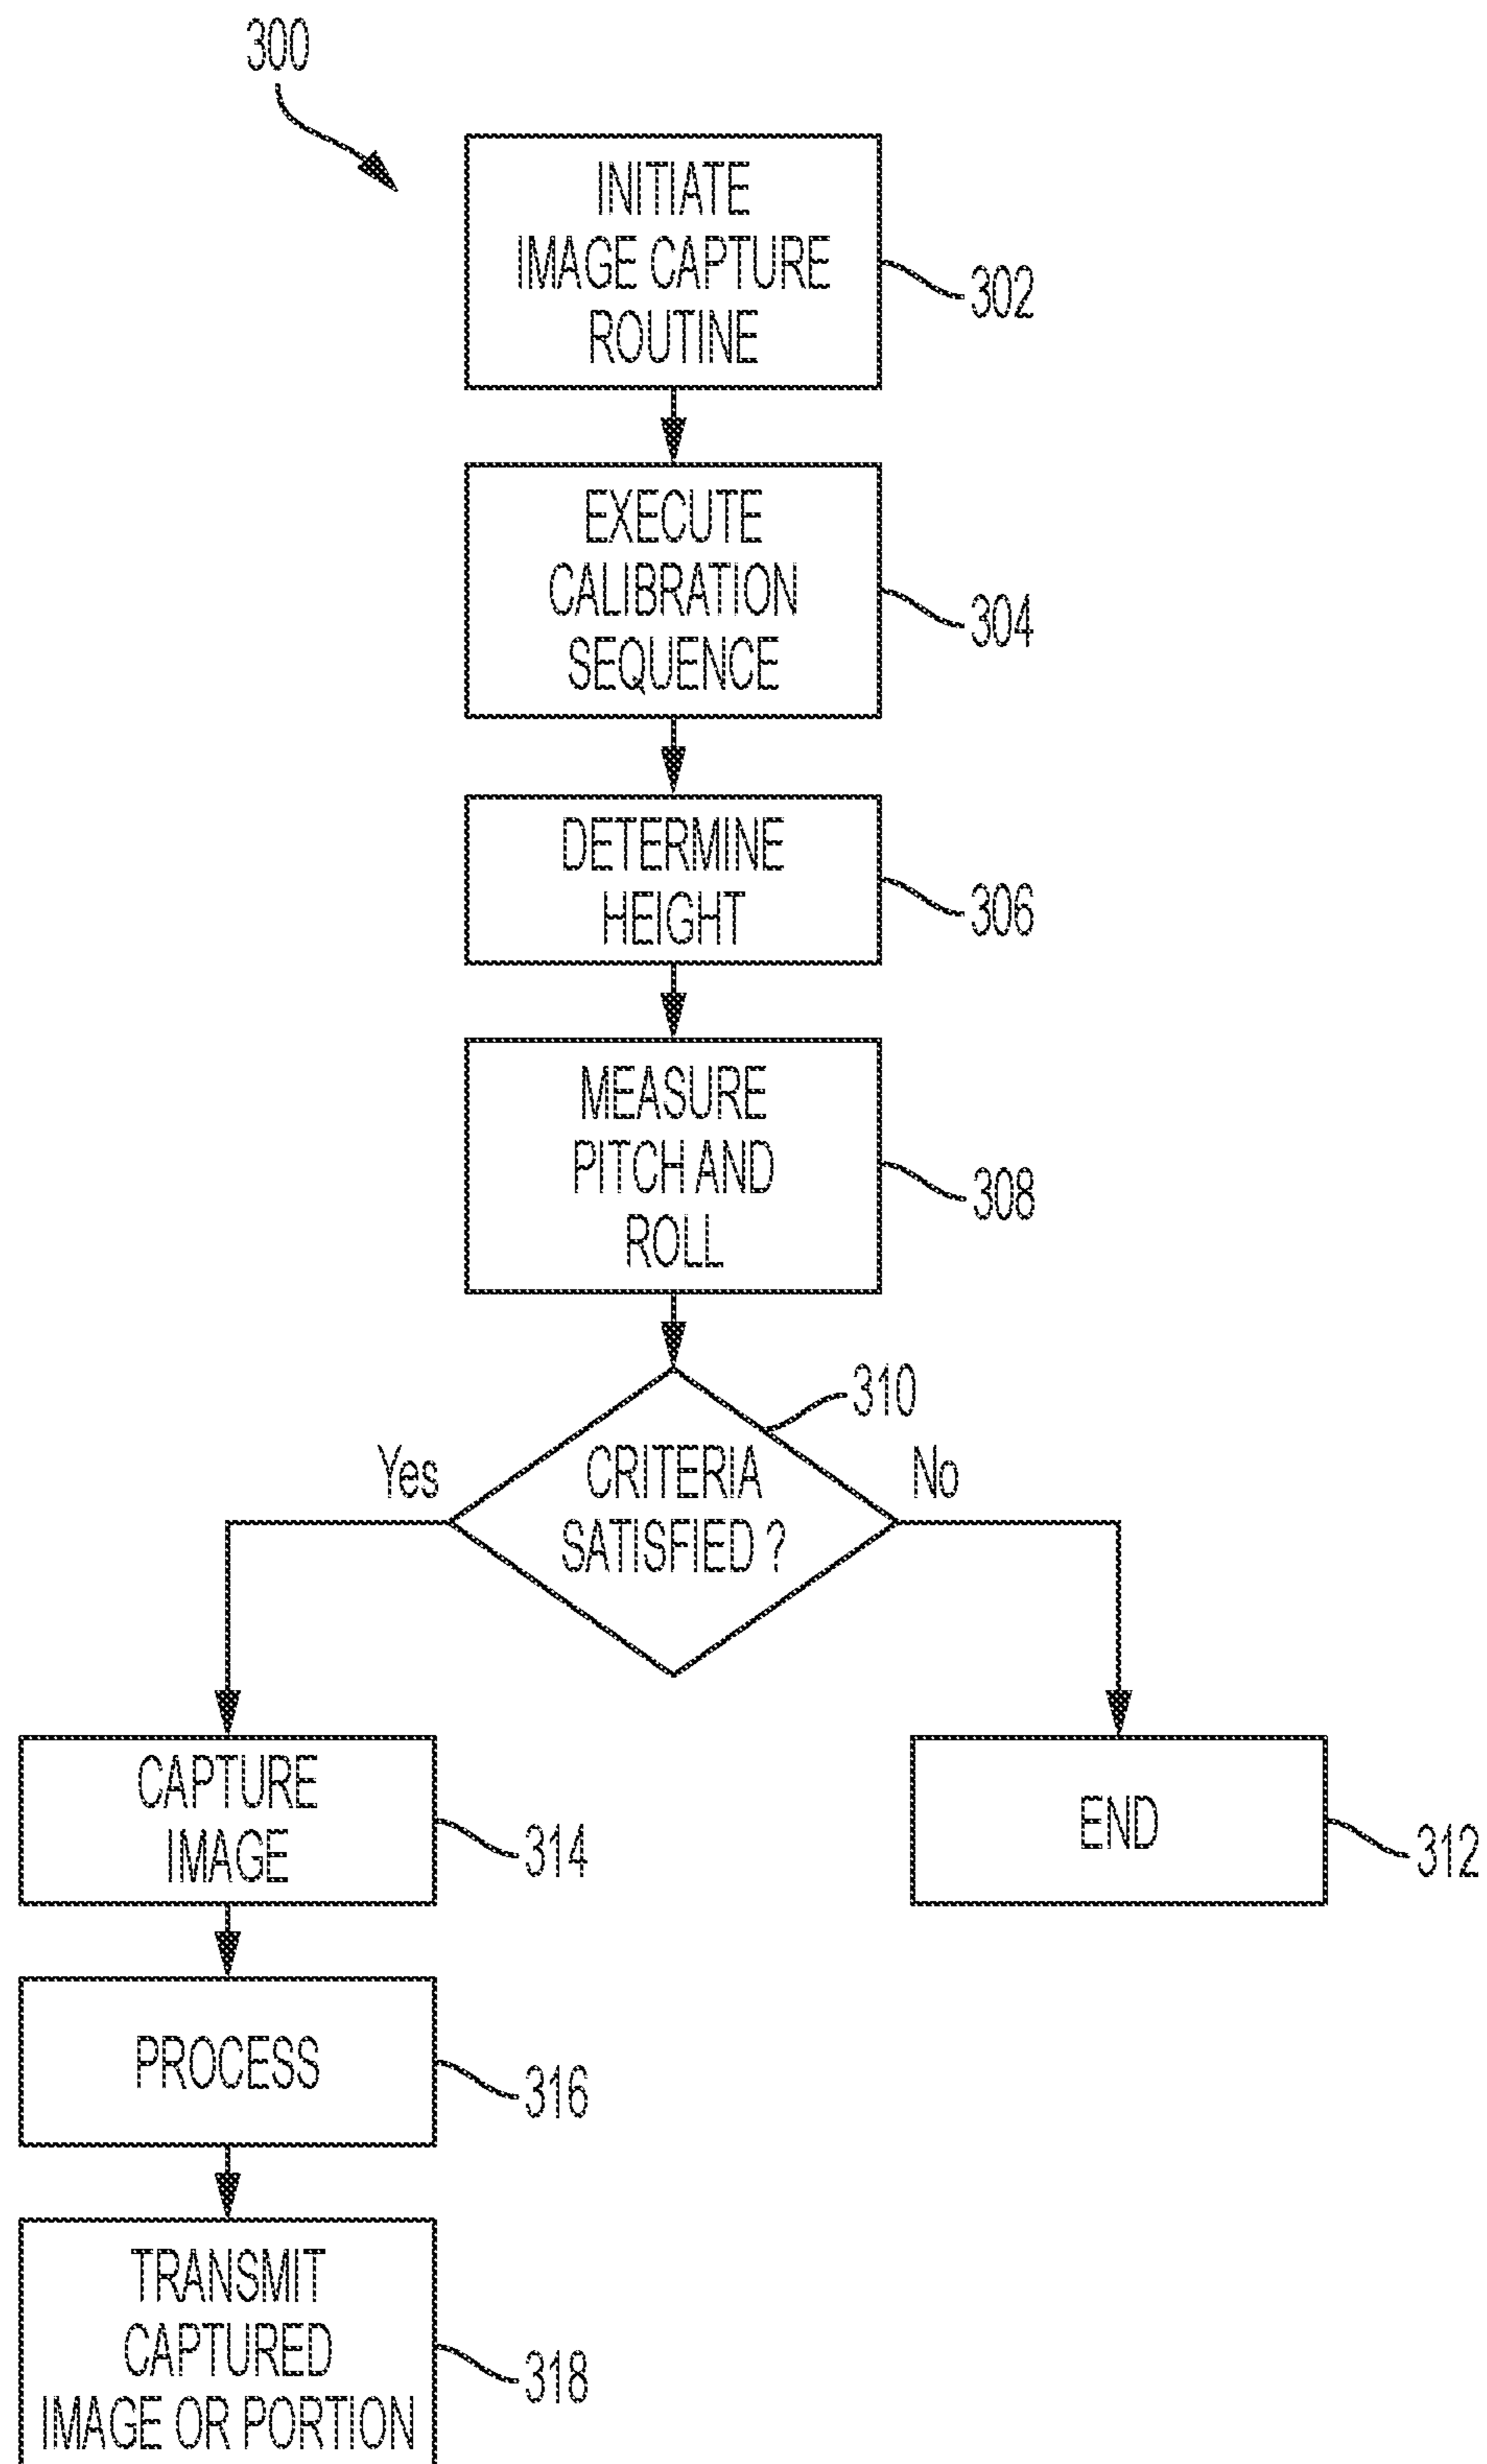 300
INITIATE
IMAGE CAPTURE
ROUTINE
302
EXECUTE
CALIBRATION
SEQUENCE
304
DETERMINE
HEIGHT
306
MEASURE
PITCH AND
ROLL
308
310
Yes
CRITERIA
SATISFIED ?
No
CAPTURE
IMAGE
314
END
312
PROCESS
316
TRANSMIT
CAPTURED
IMAGE OR PORTION
318